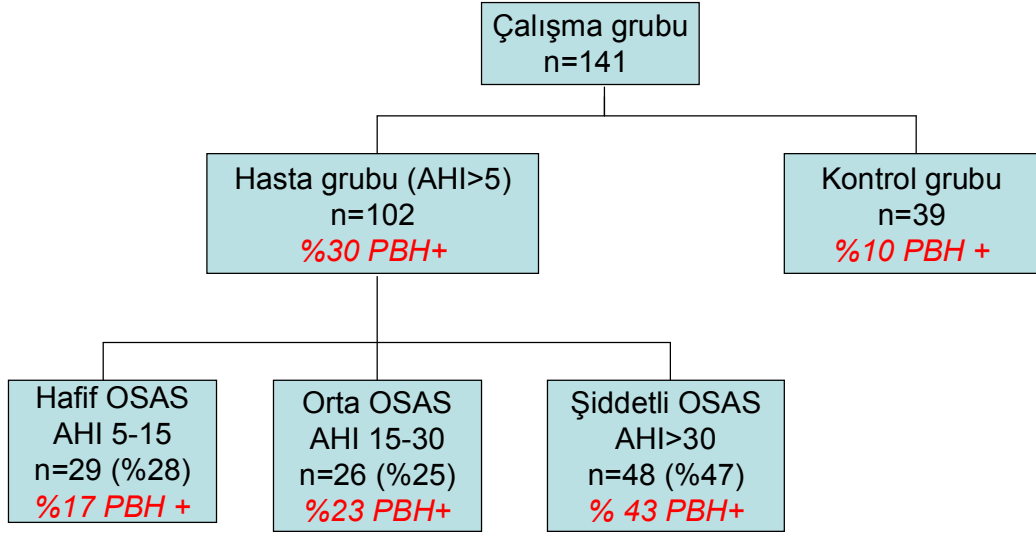 Çalışma grubu
n=141
Hasta grubu (AHI>5)
n=102
%30 PBH+
Kontrol grubu
n=39
%10 PBH +
Hafif OSAS
AHI 5-15
n=29 (%28)
%17 PBH +
Orta OSAS
AHI 15-30
n=26 (%25)
%23 PBH+
Şiddetli OSAS
AHI>30
n=48 (%47)
% 43 PBH+